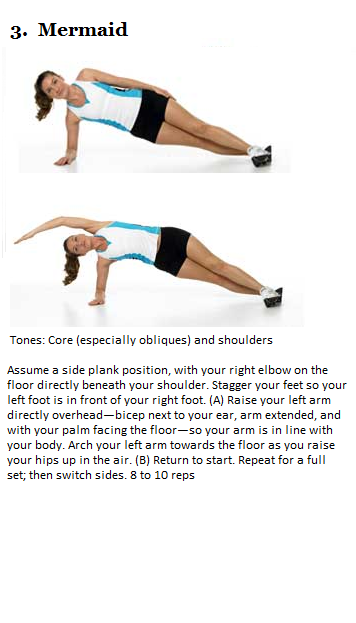 3. Mermaid
Tones: Core (especially obliques) and shoulders
Assume a side plank position, with your right elbow on the
floor directly beneath your shoulder. Stagger your feet so your
left foot is in front of your right foot. (A) Raise your left arm
directly overhead—bicep next to your ear, arm extended, and
with your palm facing the floor—so your arm is in line with
your body. Arch your left arm towards the floor as you raise
your hips up in the air. (B) Return to start. Repeat for a full
set; then switch sides. 8 to 10 reps